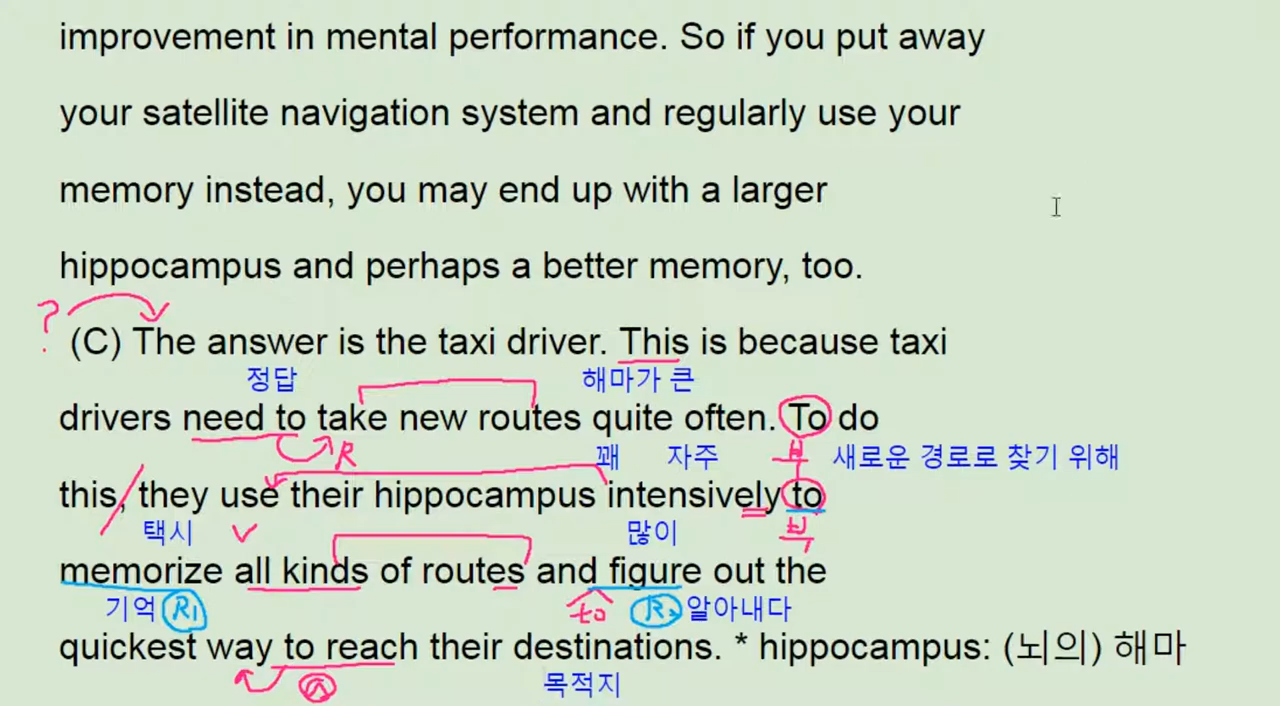 improvement in mental performance. So if you put away
your satellite navigation system and regularly use your
memory instead, you may end up with a larger
hippocampus and perhaps a better memory, too.
?
(C) The answer is the taxi driver. This is because taxi
정답 해마가 큰
drivers need to take new routes quite often. To do
R 꽤 자주 부 새로운 경로로 찾기 위해
this, they use their hippocampus intensively to
택시 V 많이 부
memorize all kinds of routes and figure out the
기억 R1 to R2 알아내다
quickest way to reach their destinations. * hippocampus: (뇌의) 해마
목적지